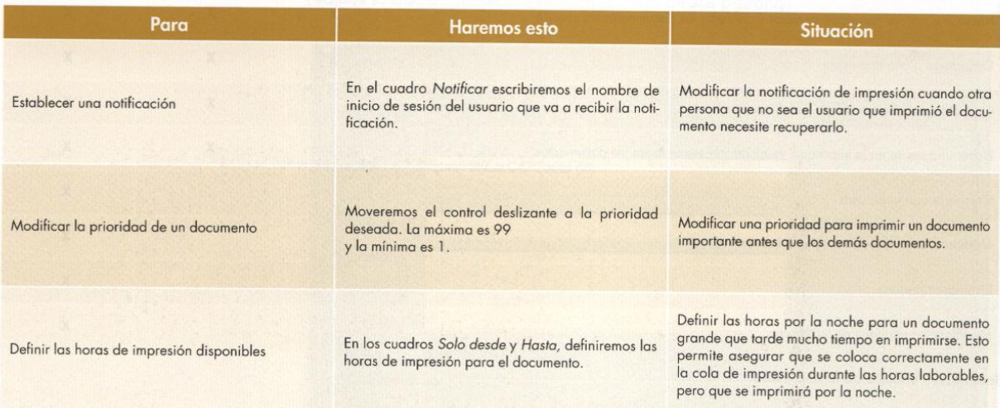 Para
Haremos esto
Situación
Establecer una notificación
En el cuadro Notificar escribiremos el nombre de
inicio de sesión del usuario que va a recibir la noti-
ficación.
Modificar la notificación de impresión cuando otra
persona que no sea el usuario que imprimió el docu-
mento necesite recuperarlo.
Modificar la prioridad de un documento
Moveremos el control deslizante a la prioridad
deseada. La máxima es 99
y la mínima es 1.
Modificar una prioridad para imprimir un documento
importante antes que los demás documentos.
Definir las horas de impresión disponibles
En los cuadros Solo desde y Hasta, definiremos las
horas de impresión para el documento.
Definir las horas por la noche para un documento
grande que tarde mucho tiempo en imprimirse. Esto
permite asegurar que se coloca correctamente en
la cola de impresión durante las horas laborables,
pero que se imprimirá por la noche.